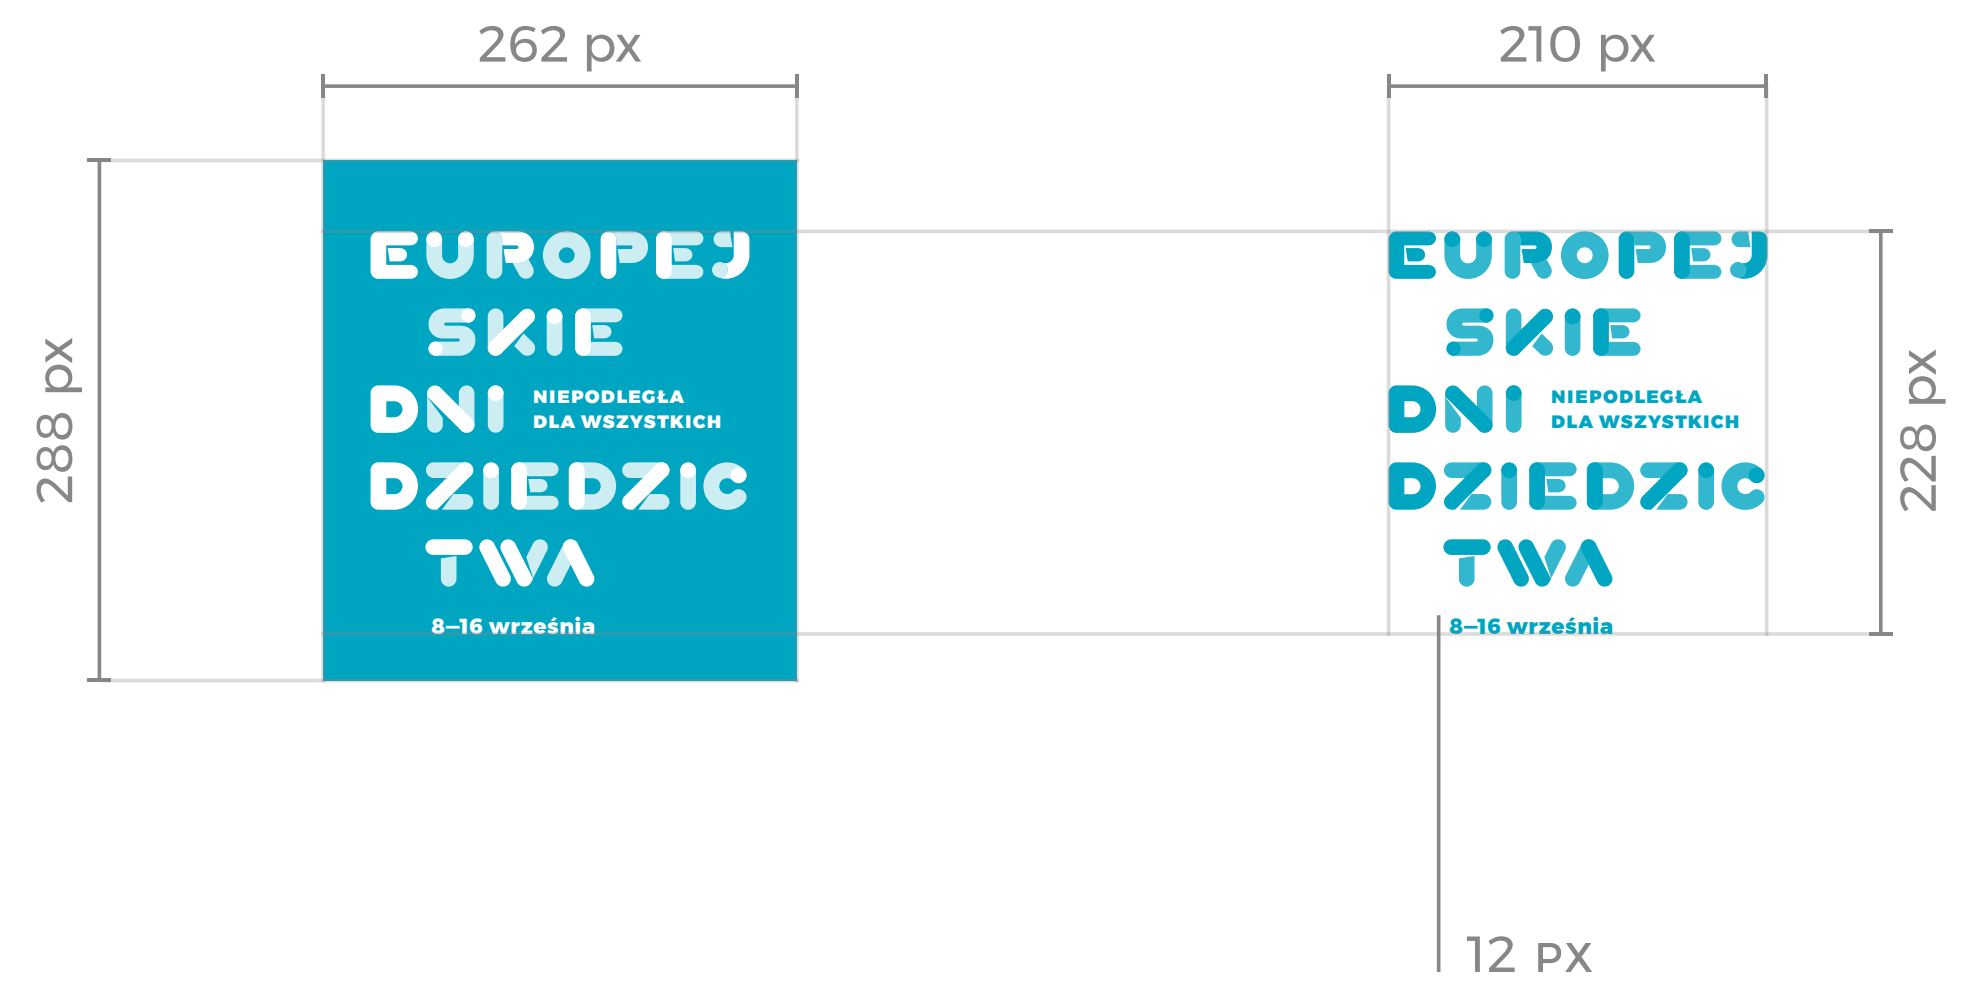 262 px
210 px
288 px
EUROPEJ
SKIE
DNI
NIEPODLEGŁA
DLA WSZYSTKICH
DZIEDZIC
TWA
8–16 września
EUROPEJ
SKIE
DNI
NIEPODLEGŁA
DLA WSZYSTKICH
DZIEDZIC
TWA
8–16 września
228 px
12 PX